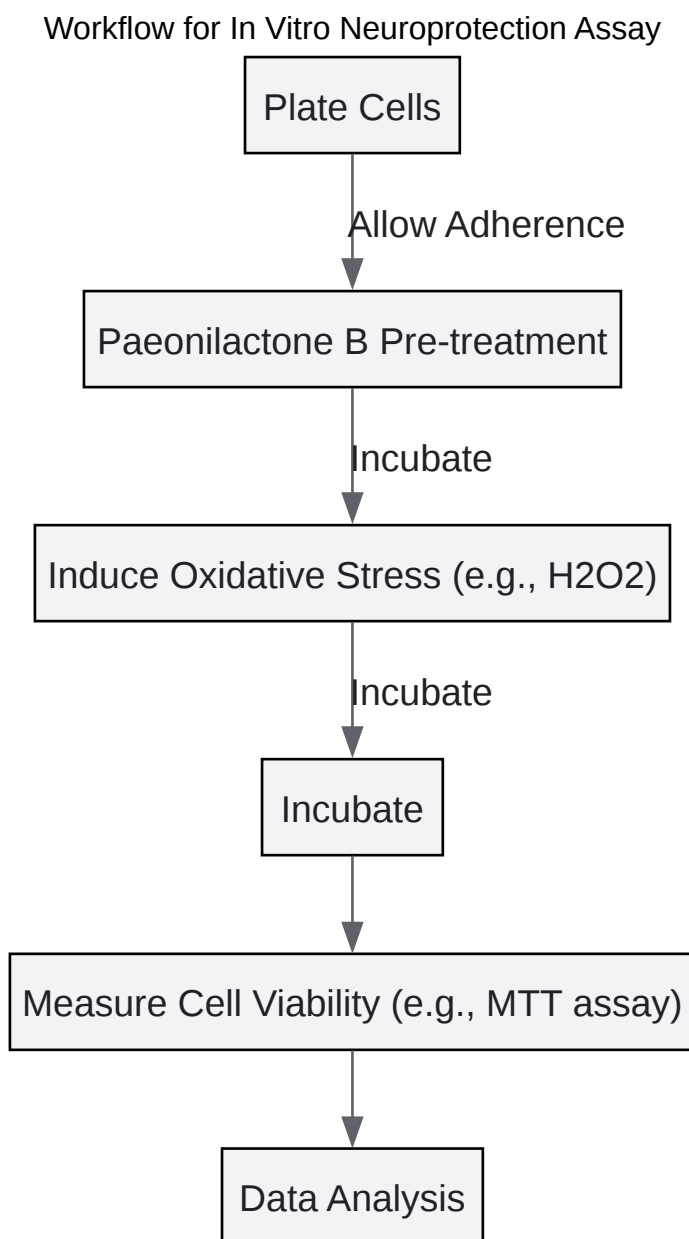 Workflow for In Vitro Neuroprotection Assay
Plate Cells
Allow Adherence
Paeonilactone B Pre-treatment
Incubate
Induce Oxidative Stress (e.g., H2O2)
Incubate
Incubate
Measure Cell Viability (e.g., MTT assay)
Data Analysis